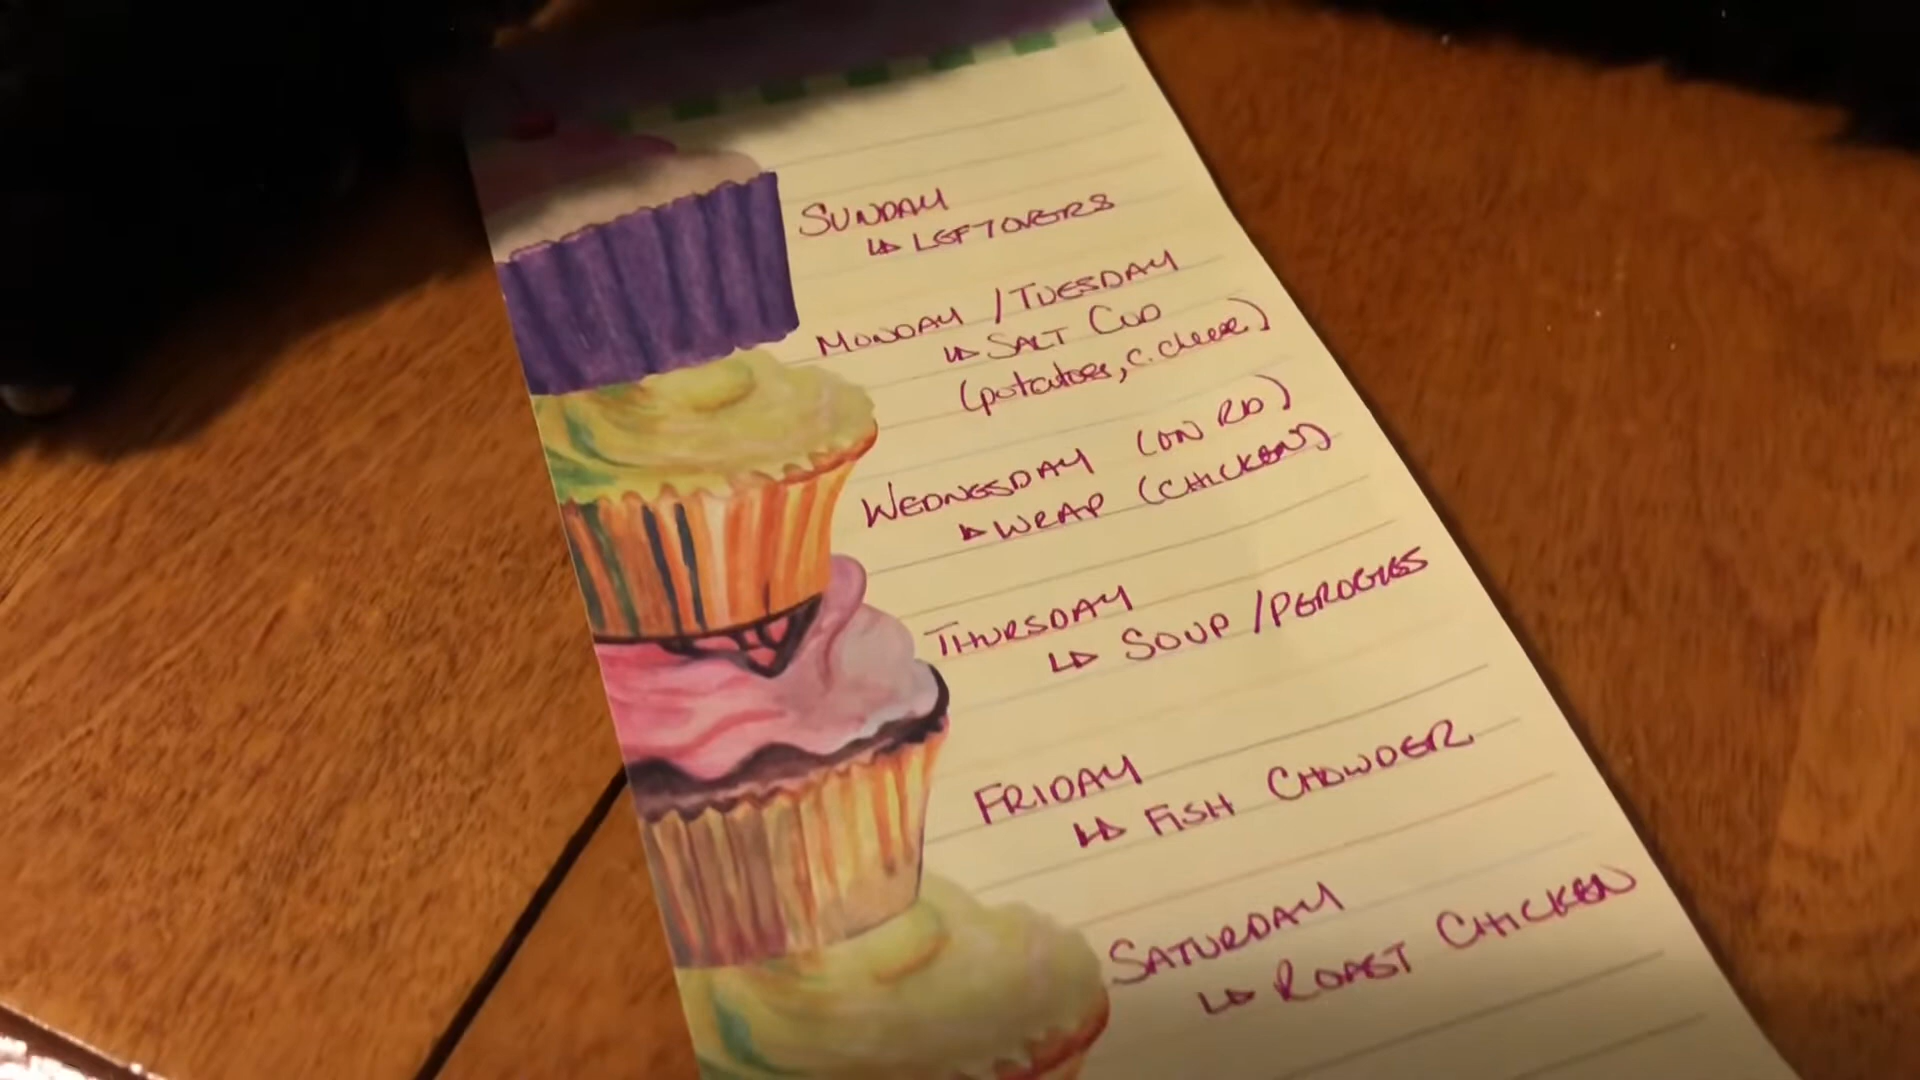 SUNDAY
↳ LEFTOVERS
MONDAY / TUESDAY
↳ SALT COD
(potatoes, c. cheese)
WEDNESDAY (ON RD)
↳ WRAP (CHICKEN)
THURSDAY
↳ SOUP / PEROGIES
FRIDAY
↳ FISH CHOWDER
SATURDAY
↳ ROAST CHICKEN